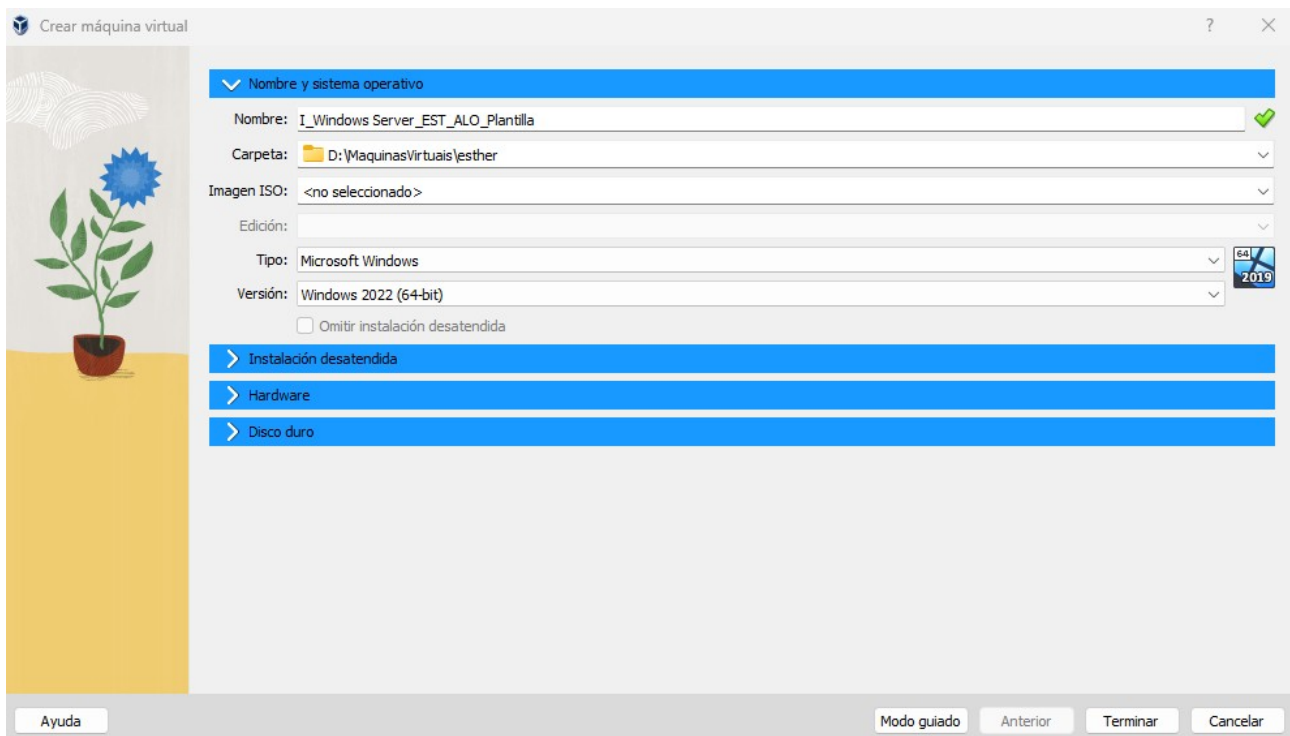 Crear máquina virtual
?
Nombre y sistema operativo
Nombre: I_Windows Server_EST_ALO_Plantilla
Carpeta: D:\MaquinasVirtuais\esther
Imagen ISO: <no seleccionado>
Edición:
Tipo: Microsoft Windows
64
2019
Versión: Windows 2022 (64-bit)
Omitir instalación desatendida
Instalación desatendida
Hardware
Disco duro
Ayuda Modo guiado Anterior Terminar Cancelar